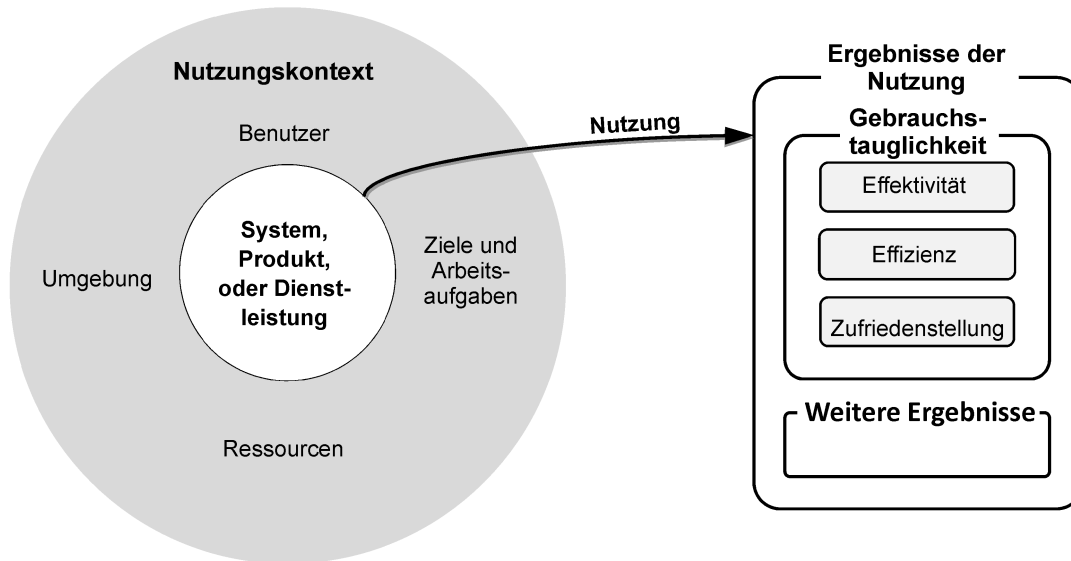 Nutzungskontext
Benutzer
Umgebung
System,
Produkt,
oder Dienst-
leistung
Ziele und
Arbeits-
aufgaben
Ressourcen
Nutzung
Ergebnisse der
Nutzung
Gebrauchs-
tauglichkeit
Effektivität
Effizienz
Zufriedenstellung
Weitere Ergebnisse